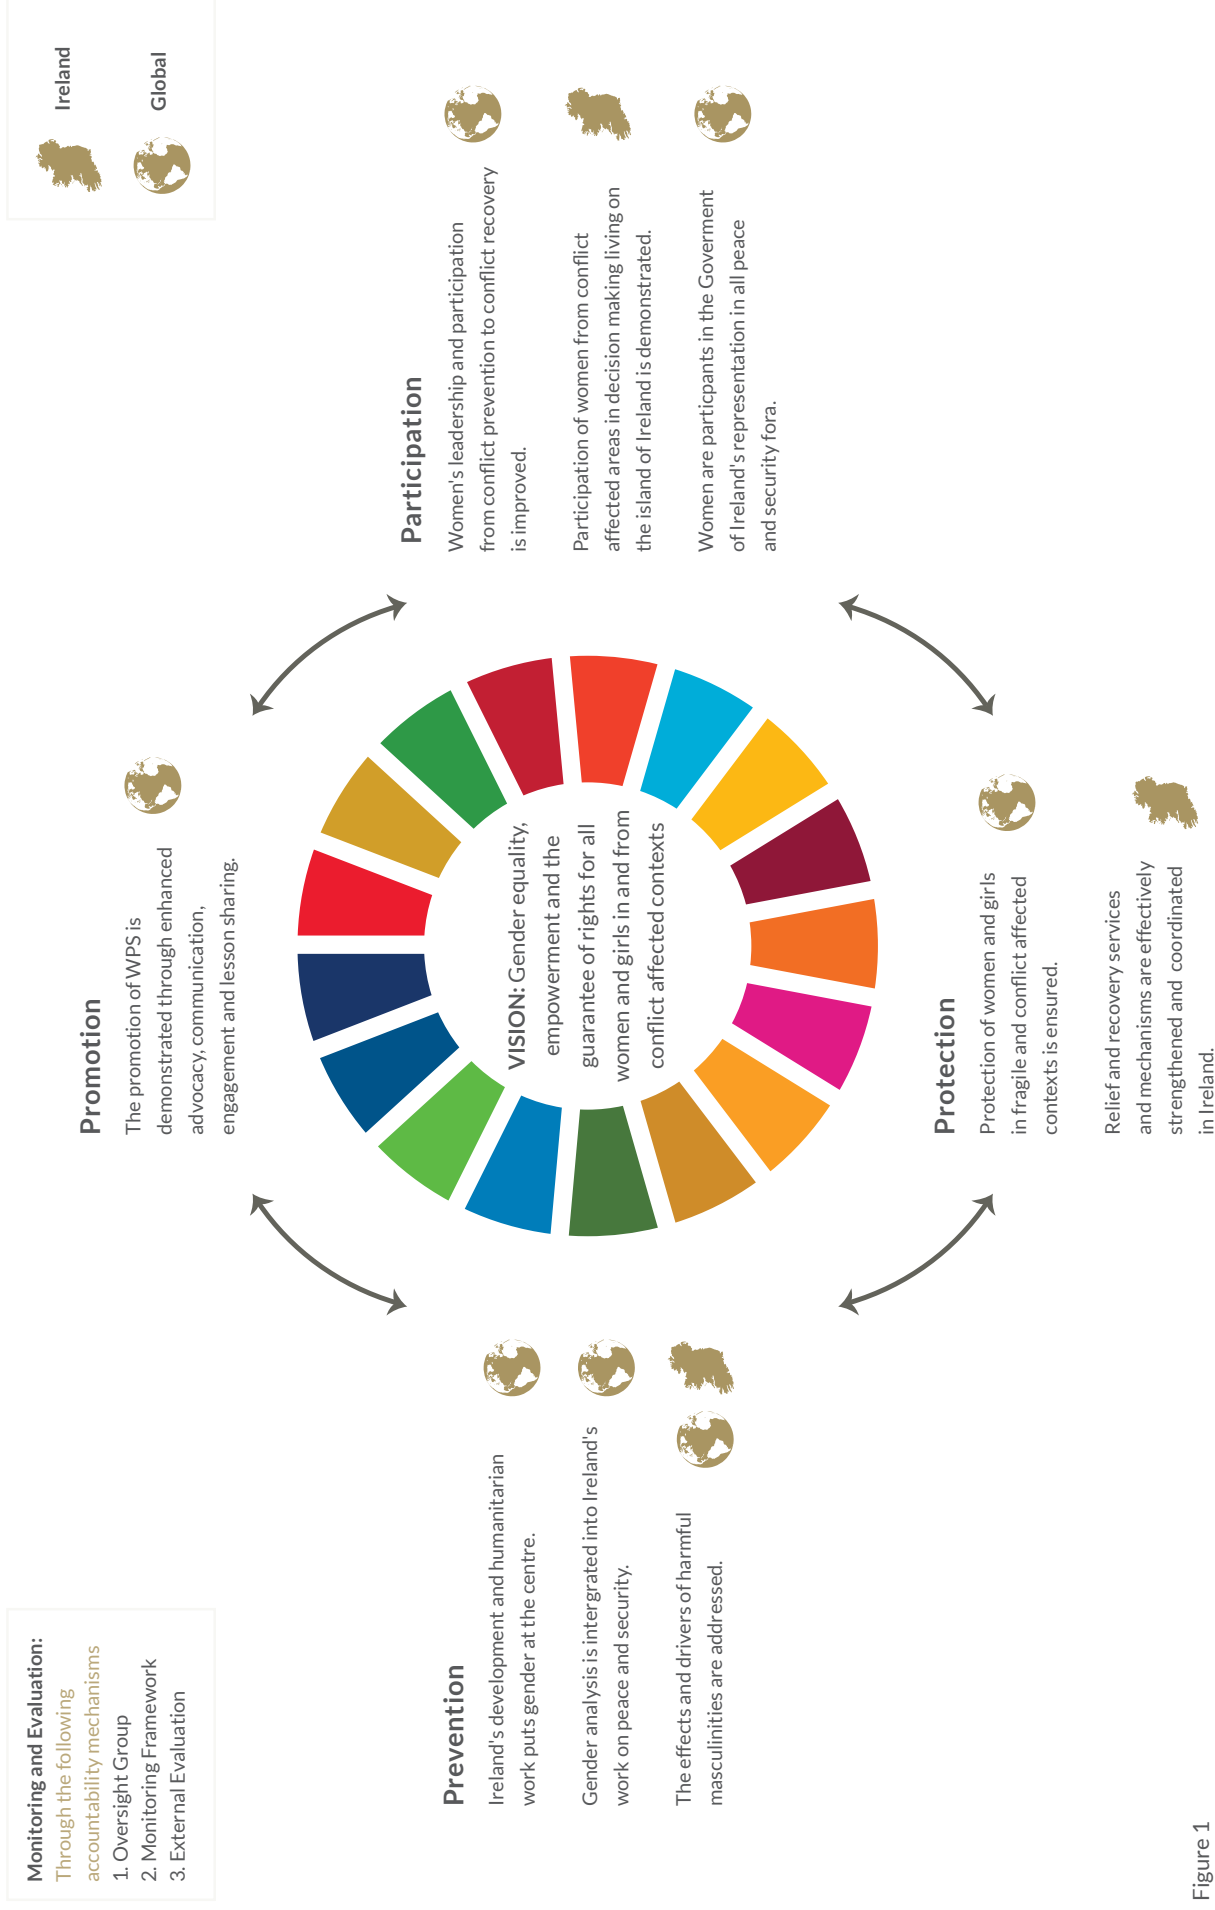 Monitoring and Evaluation:
Through the following
accountability mechanisms
1. Oversight Group
2. Monitoring Framework
3. External Evaluation
Ireland
Global
Promotion
The promotion of WPS is
demonstrated through enhanced
advocacy, communication,
engagement and lesson sharing.
Prevention
Ireland's development and humanitarian
work puts gender at the centre.
Gender analysis is intergrated into Ireland's
work on peace and security.
The effects and drivers of harmful
masculinities are addressed.
VISION: Gender equality,
empowerment and the
guarantee of rights for all
women and girls in and from
conflict affected contexts
Participation
Women's leadership and participation
from conflict prevention to conflict recovery
is improved.
Participation of women from conflict
affected areas in decision making living on
the island of Ireland is demonstrated.
Women are particpants in the Goverment
of Ireland's representation in all peace
and security fora.
Protection
Protection of women and girls
in fragile and conflict affected
contexts is ensured.
Relief and recovery services
and mechanisms are effectively
strengthened and coordinated
in Ireland.
Figure 1